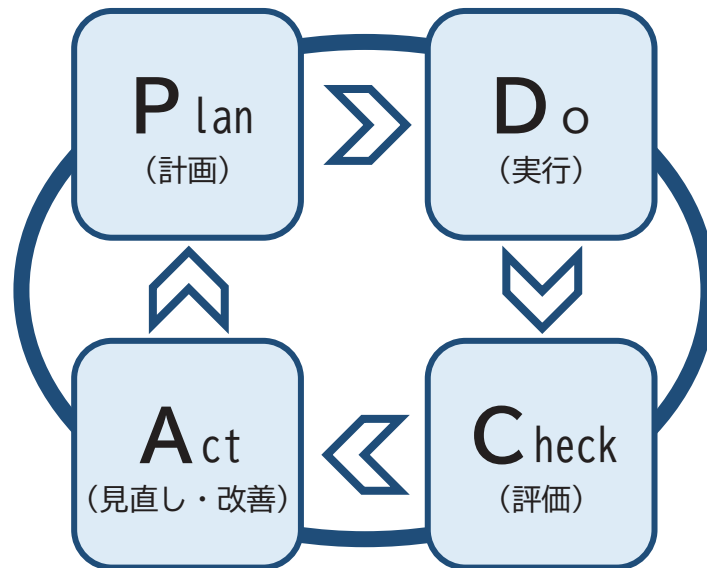 Plan
（計画）
Do
（実行）
Check
（評価）
Act
（見直し・改善）